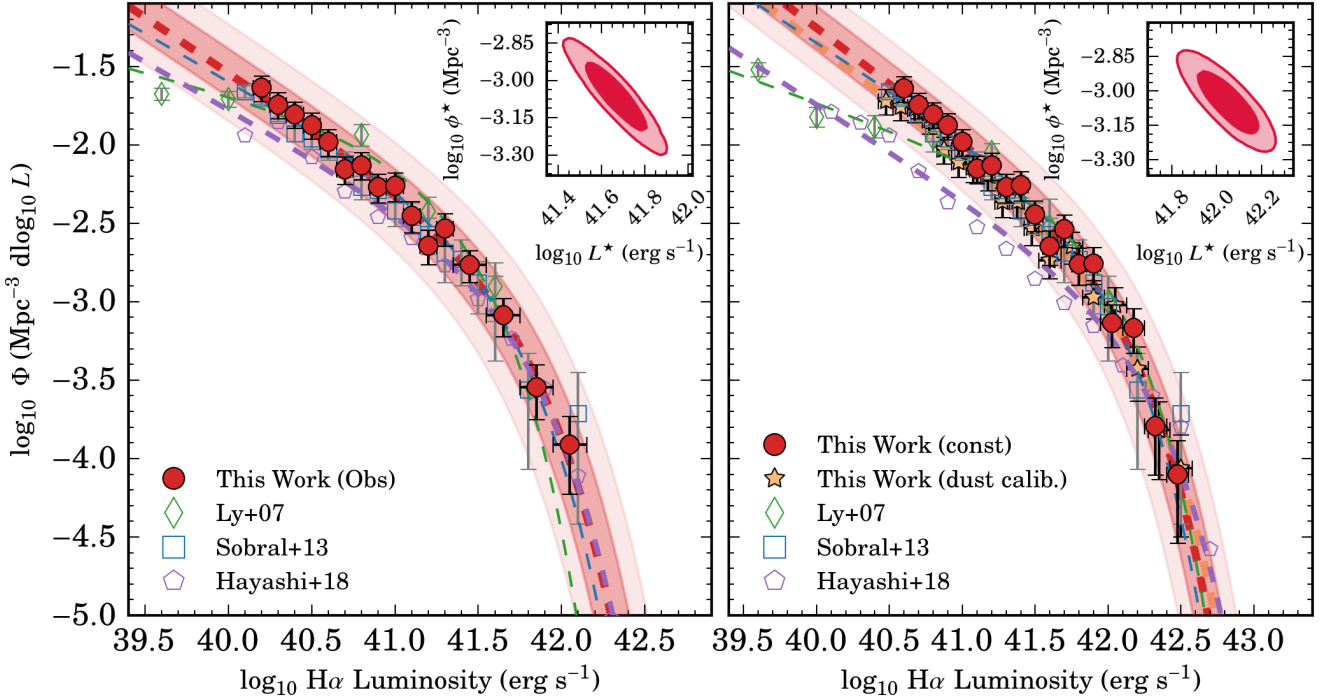 −1.5
−2.0
−2.5
−3.0
−3.5
−4.0
−4.5
−5.0
log₁₀ Φ (Mpc⁻³ dlog₁₀ L)
39.5 40.0 40.5 41.0 41.5 42.0 42.5
log₁₀ Hα Luminosity (erg s⁻¹)
This Work (Obs)
Ly+07
Sobral+13
Hayashi+18
−2.85
−3.00
−3.15
−3.30
log₁₀ ϕ★ (Mpc⁻³)
41.4 41.6 41.8 42.0
log₁₀ L★ (erg s⁻¹)
39.5 40.0 40.5 41.0 41.5 42.0 42.5 43.0
log₁₀ Hα Luminosity (erg s⁻¹)
This Work (const)
This Work (dust calib.)
Ly+07
Sobral+13
Hayashi+18
−2.85
−3.00
−3.15
−3.30
log₁₀ ϕ★ (Mpc⁻³)
41.8 42.0 42.2
log₁₀ L★ (erg s⁻¹)